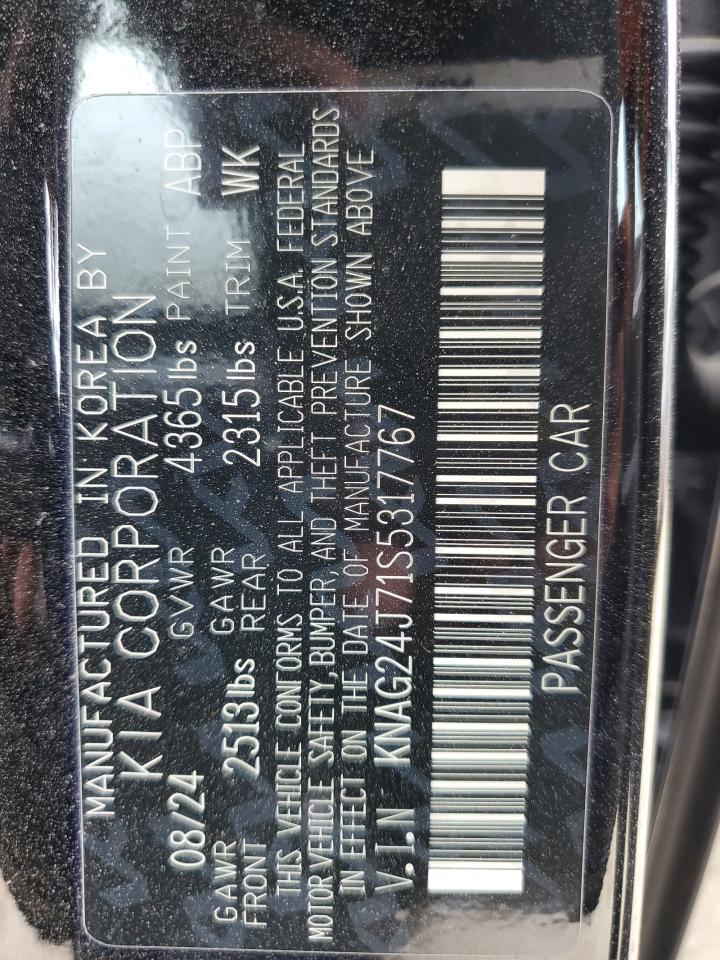 MANUFACTURED IN KOREA BY
KIA CORPORATION
08/24 GVWR 4365lbs PAINT ABP
GAWR FRONT 2513lbs GAWR REAR 2315lbs TRIM WK
THIS VEHICLE CONFORMS TO ALL APPLICABLE U.S.A. FEDERAL
MOTOR VEHICLE SAFETY, BUMPER, AND THEFT PREVENTION STANDARDS
IN EFFECT ON THE DATE OF MANUFACTURE SHOWN ABOVE
V.I.N KNAG24J71S5317767
PASSENGER CAR